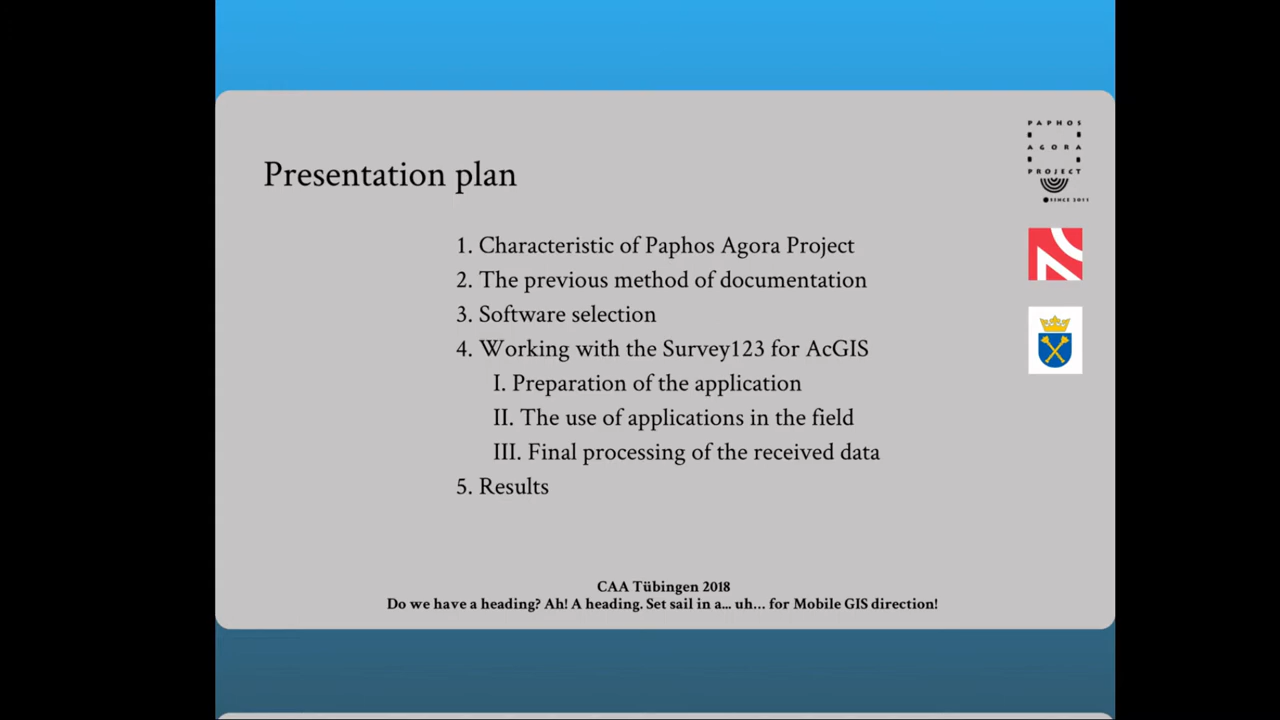 PAPHOS
AGORA
PROJECT
SINCE 2011
Presentation plan
1. Characteristic of Paphos Agora Project
2. The previous method of documentation
3. Software selection
4. Working with the Survey123 for AcGIS
I. Preparation of the application
II. The use of applications in the field
III. Final processing of the received data
5. Results
CAA Tübingen 2018
Do we have a heading? Ah! A heading. Set sail in a... uh... for Mobile GIS direction!